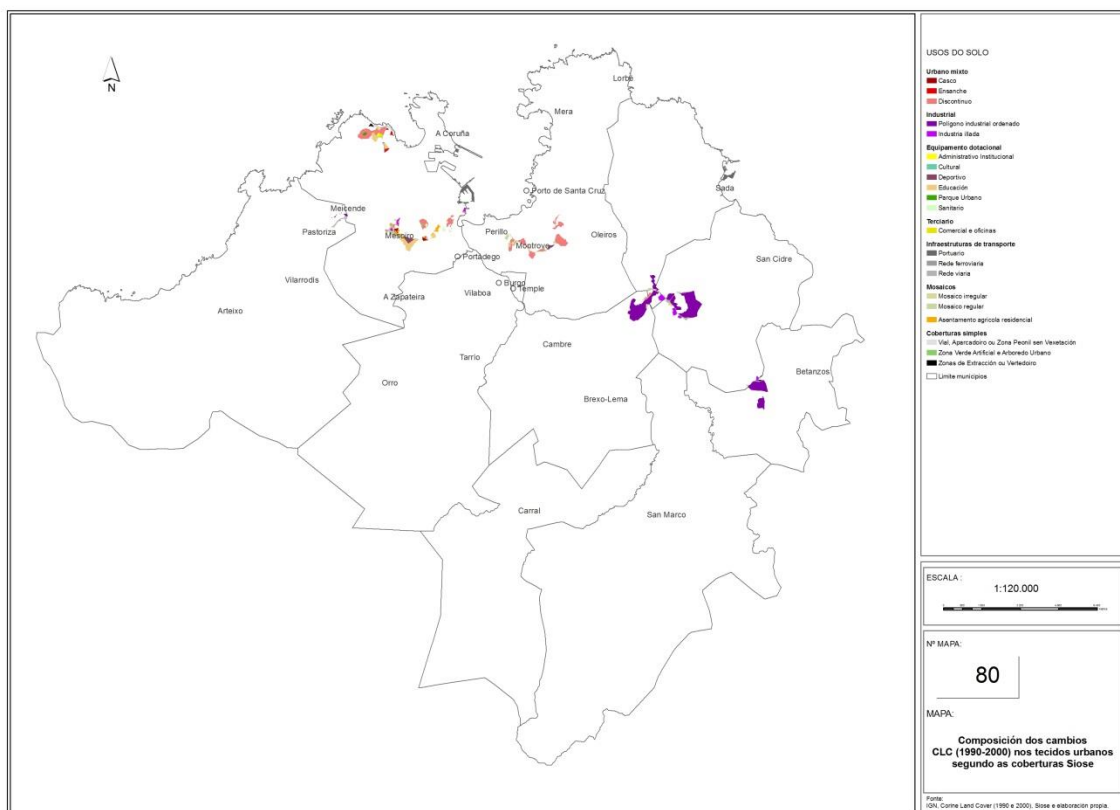 N
Lorbé
Mera
A Coruña
Sada
O Porto de Santa Cruz
Meicende
Pastoriza
Mesoiro
Perillo
Montrove
Oleiros
O Portádego
San Cidre
Vilarrodis
A Zapateira
Vilaboa
O Burgo
O Temple
Arteixo
Cambre
Tarrío
Betanzos
Orro
Brexo-Lema
Carral
San Marco
USOS DO SOLO
Urbano mixto
Casco
Ensanche
Discontinuo
Industrial
Polígono industrial ordenado
Industria illada
Equipamento dotacional
Administrativo Institucional
Cultural
Deportivo
Educación
Parque Urbano
Sanitario
Terciario
Comercial e oficinas
Infraestruturas de transporte
Portuario
Rede ferroviaria
Rede viaria
Mosaicos
Mosaico irregular
Mosaico regular
Asentamento agrícola residencial
Coberturas simples
Vial, Aparcadoiro ou Zona Peonil sen Vexetación
Zona Verde Artificial e Arboredo Urbano
Zonas de Extracción ou Vertedoiro
Límite municipios
ESCALA :
1:120.000
Nº MAPA:
80
MAPA:
Composición dos cambios
CLC (1990-2000) nos tecidos urbanos
segundo as coberturas Siose
Fonte:
IGN, Corine Land Cover (1990 e 2000), Siose e elaboración propia.